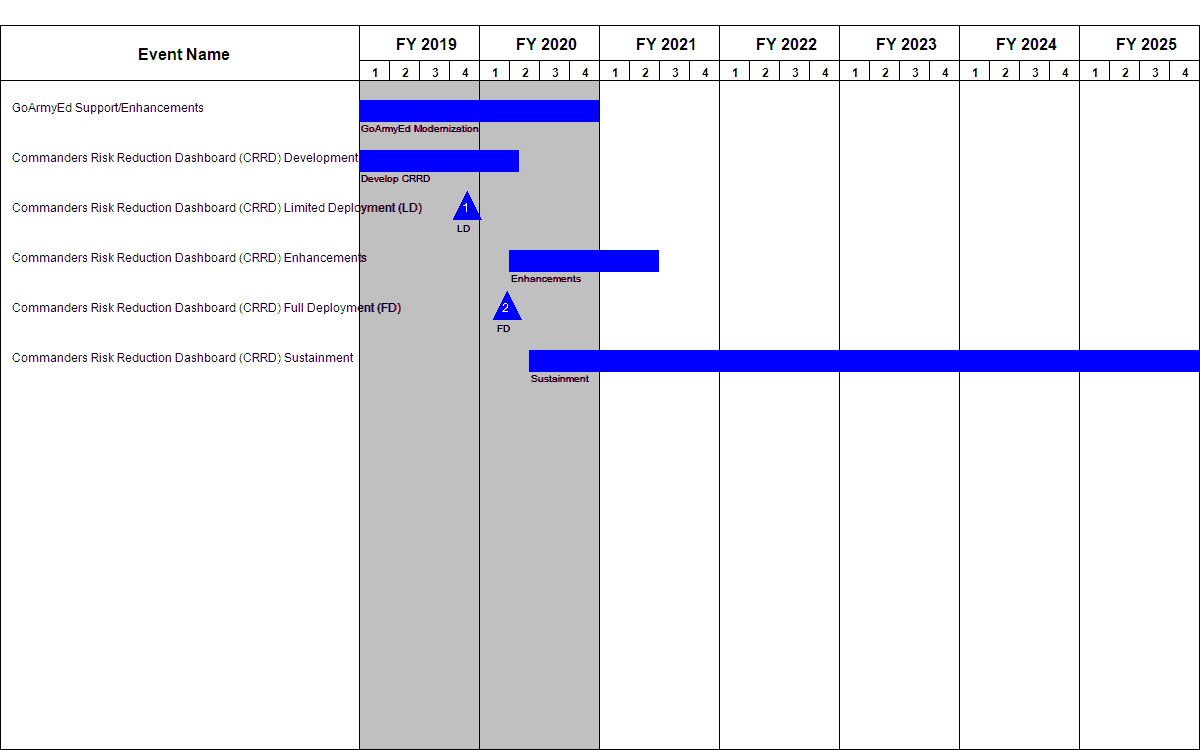 Event Name
FY 2019 FY 2020 FY 2021 FY 2022 FY 2023 FY 2024 FY 2025
1 2 3 4 1 2 3 4 1 2 3 4 1 2 3 4 1 2 3 4 1 2 3 4 1 2 3 4
GoArmyEd Support/Enhancements
GoArmyEd Modernization
Commanders Risk Reduction Dashboard (CRRD) Development
Develop CRRD
Commanders Risk Reduction Dashboard (CRRD) Limited Deployment (LD)
1
LD
Commanders Risk Reduction Dashboard (CRRD) Enhancements
Enhancements
Commanders Risk Reduction Dashboard (CRRD) Full Deployment (FD)
2
FD
Commanders Risk Reduction Dashboard (CRRD) Sustainment
Sustainment